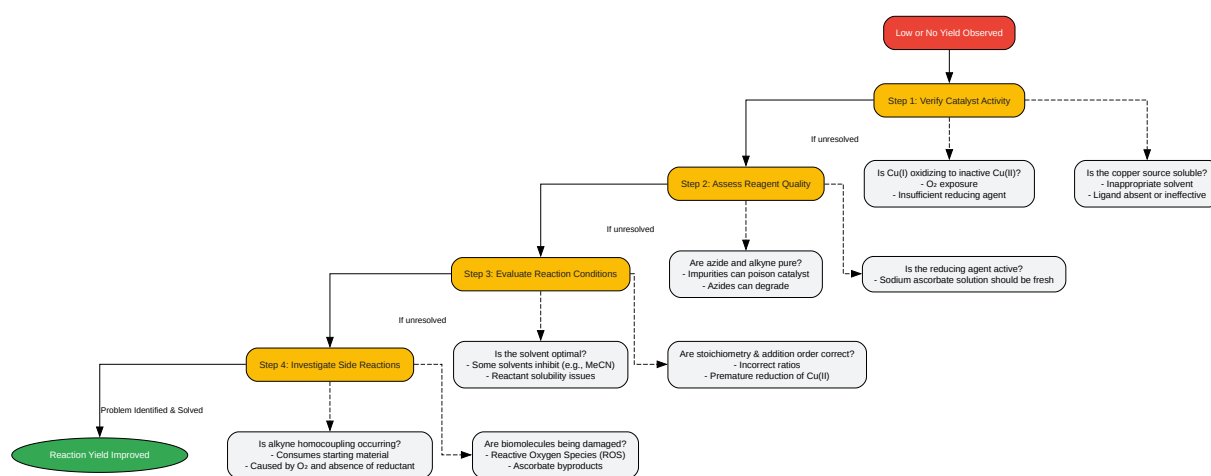 Low or No Yield Observed
Step 1: Verify Catalyst Activity
If unresolved
Is Cu(I) oxidizing to inactive Cu(II)?
- O₂ exposure
- Insufficient reducing agent
Is the copper source soluble?
- Inappropriate solvent
- Ligand absent or ineffective
Step 2: Assess Reagent Quality
If unresolved
Are azide and alkyne pure?
- Impurities can poison catalyst
- Azides can degrade
Is the reducing agent active?
- Sodium ascorbate solution should be fresh
Step 3: Evaluate Reaction Conditions
If unresolved
Is the solvent optimal?
- Some solvents inhibit (e.g., MeCN)
- Reactant solubility issues
Are stoichiometry & addition order correct?
- Incorrect ratios
- Premature reduction of Cu(II)
Step 4: Investigate Side Reactions
Problem Identified & Solved
Is alkyne homocoupling occurring?
- Consumes starting material
- Caused by O₂ and absence of reductant
Are biomolecules being damaged?
- Reactive Oxygen Species (ROS)
- Ascorbate byproducts
Reaction Yield Improved